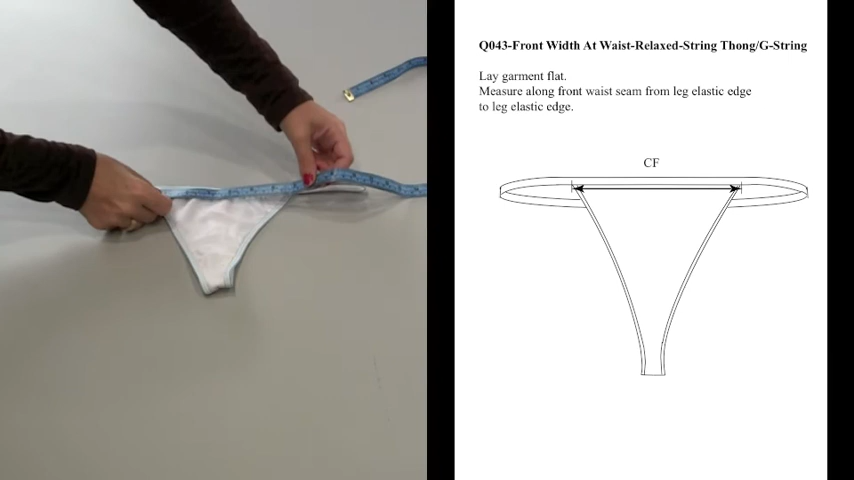 Q043-Front Width At Waist-Relaxed-String Thong/G-String
Lay garment flat.
Measure along front waist seam from leg elastic edge
to leg elastic edge.
CF